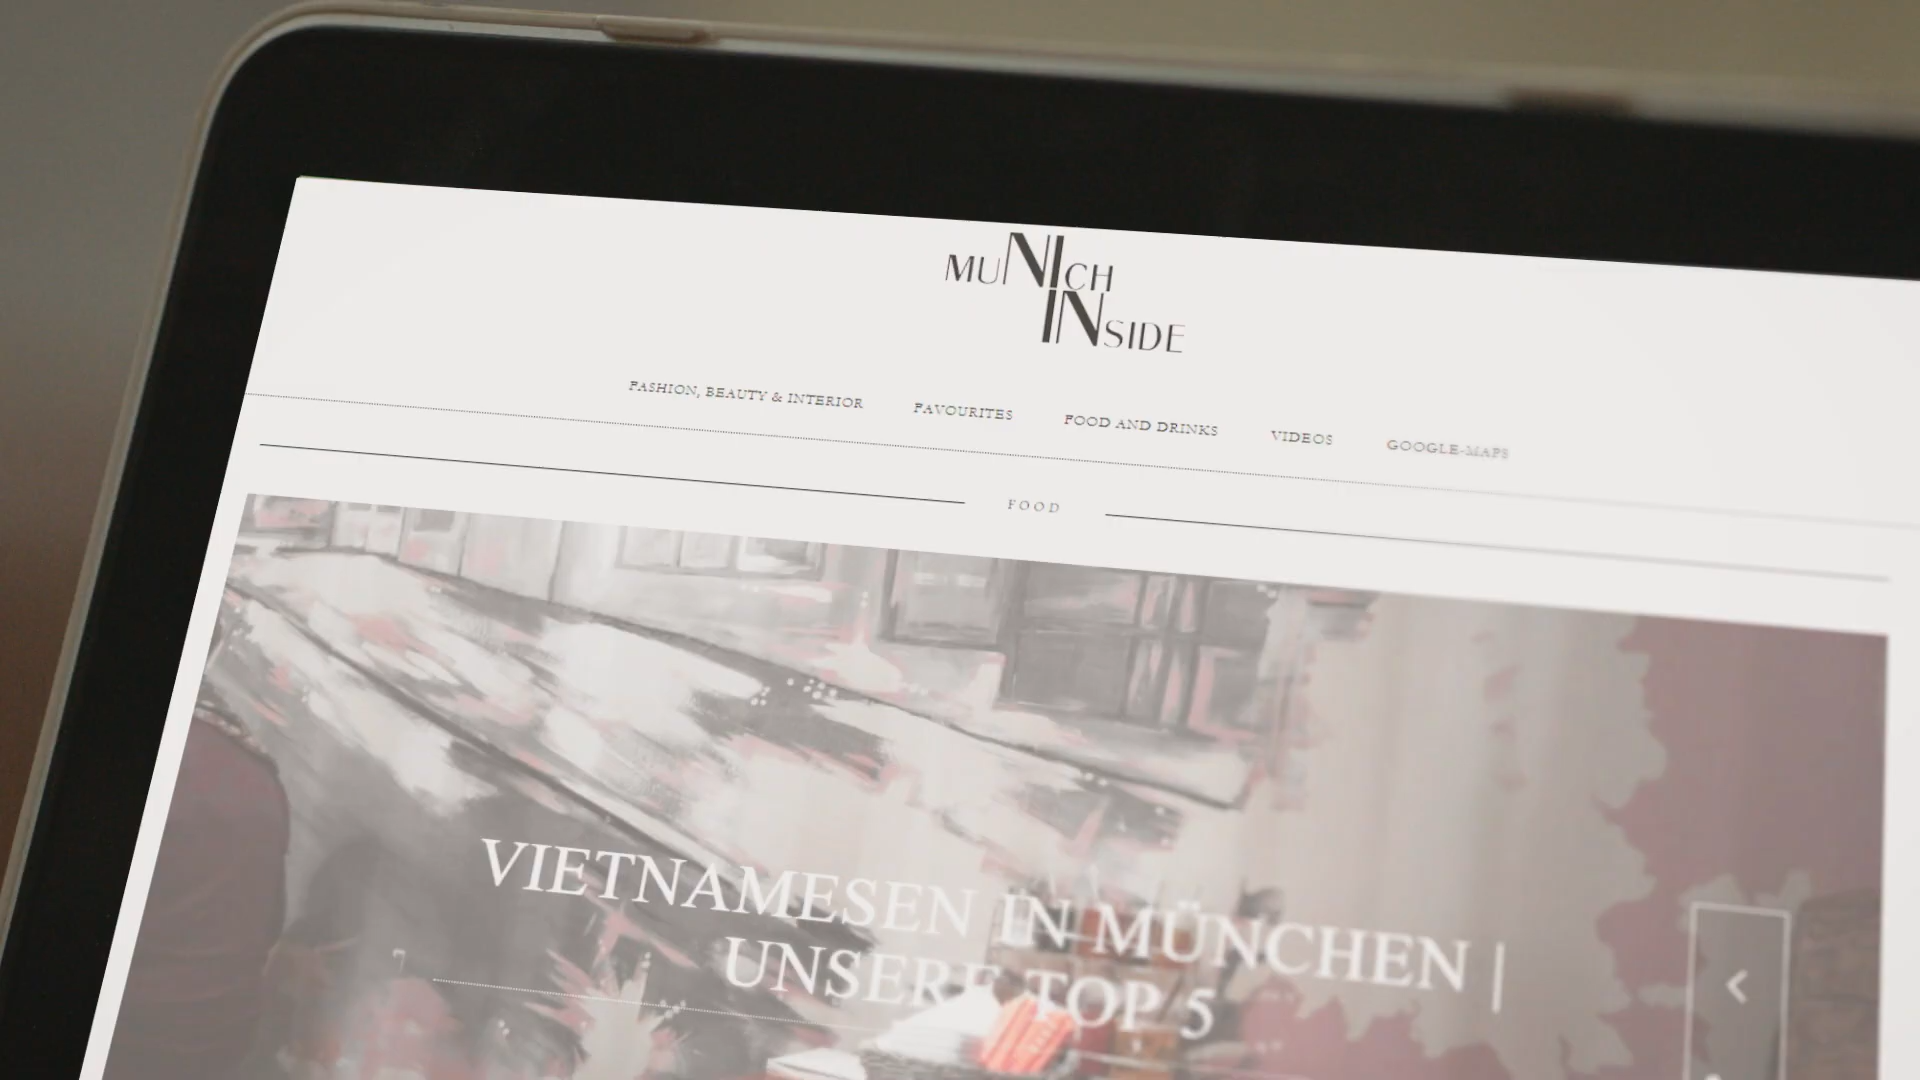 MUNICH
INSIDE
FASHION, BEAUTY & INTERIOR FAVOURITES FOOD AND DRINKS VIDEOS GOOGLE-MAPS
FOOD
VIETNAMESEN IN MÜNCHEN |
UNSERE TOP 5